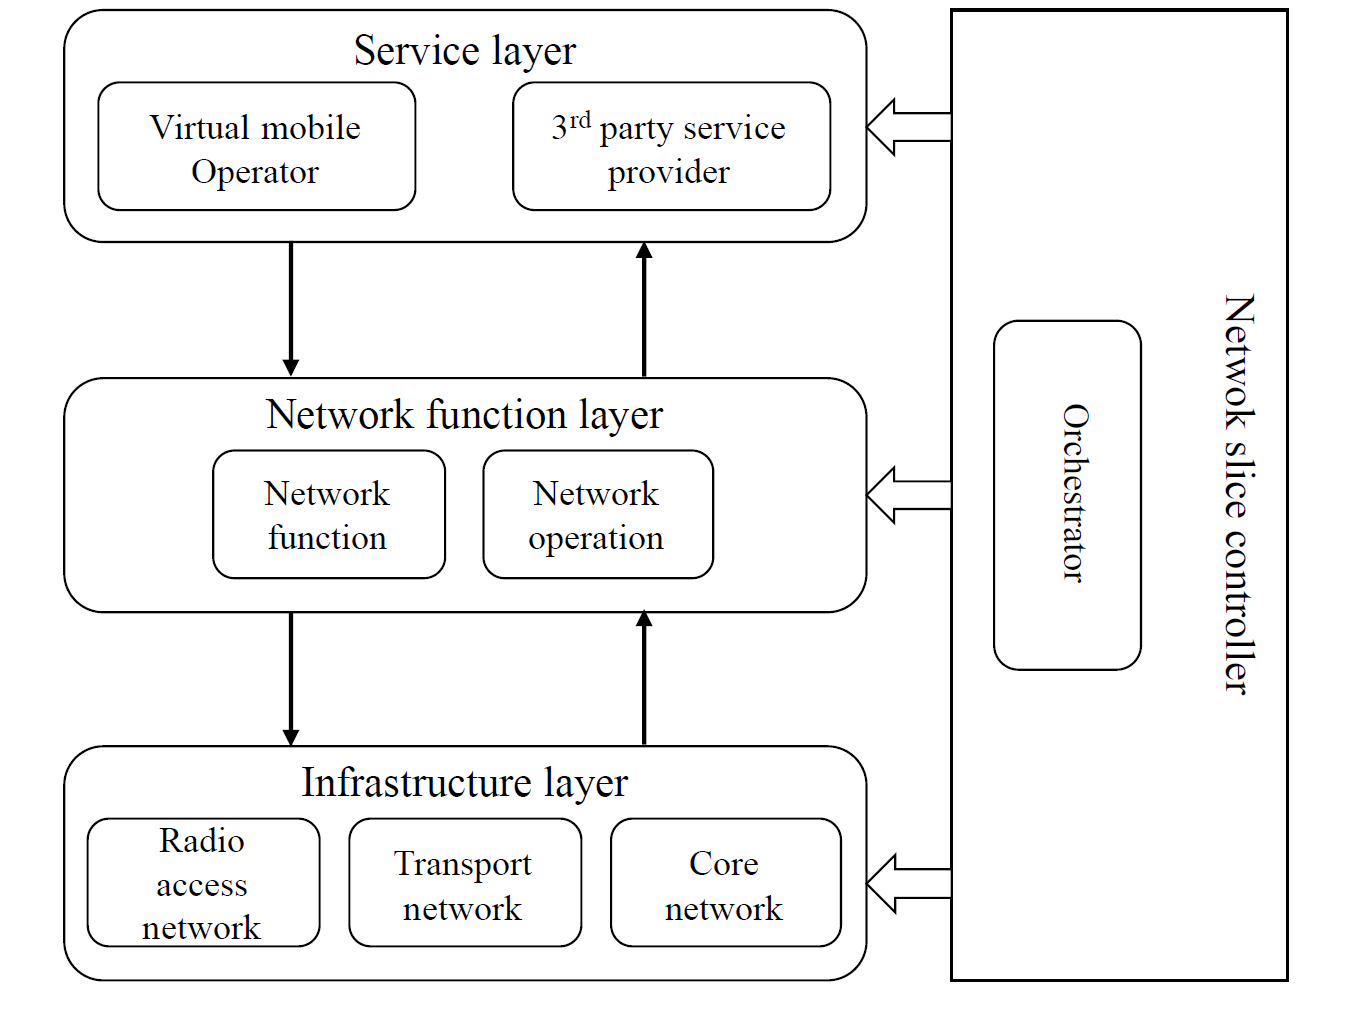 Service layer
Virtual mobile
Operator
3rd party service
provider
Network function layer
Network
function
Network
operation
Infrastructure layer
Radio
access
network
Transport
network
Core
network
Orchestrator
Netwok slice controller